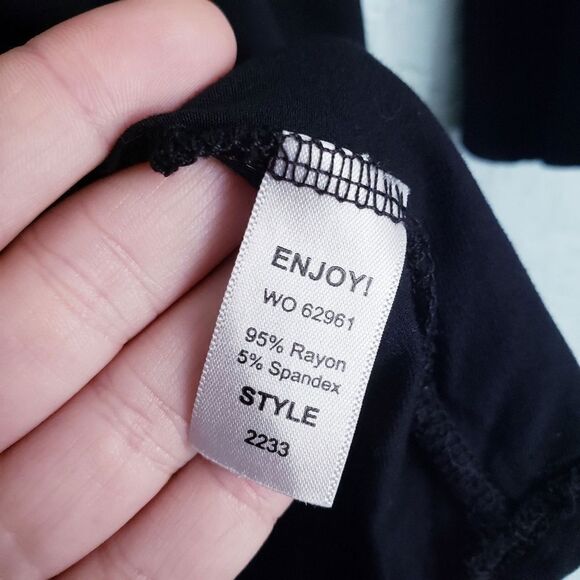 ENJOY!
WO 62961
95% Rayon
5% Spandex
STYLE
2233